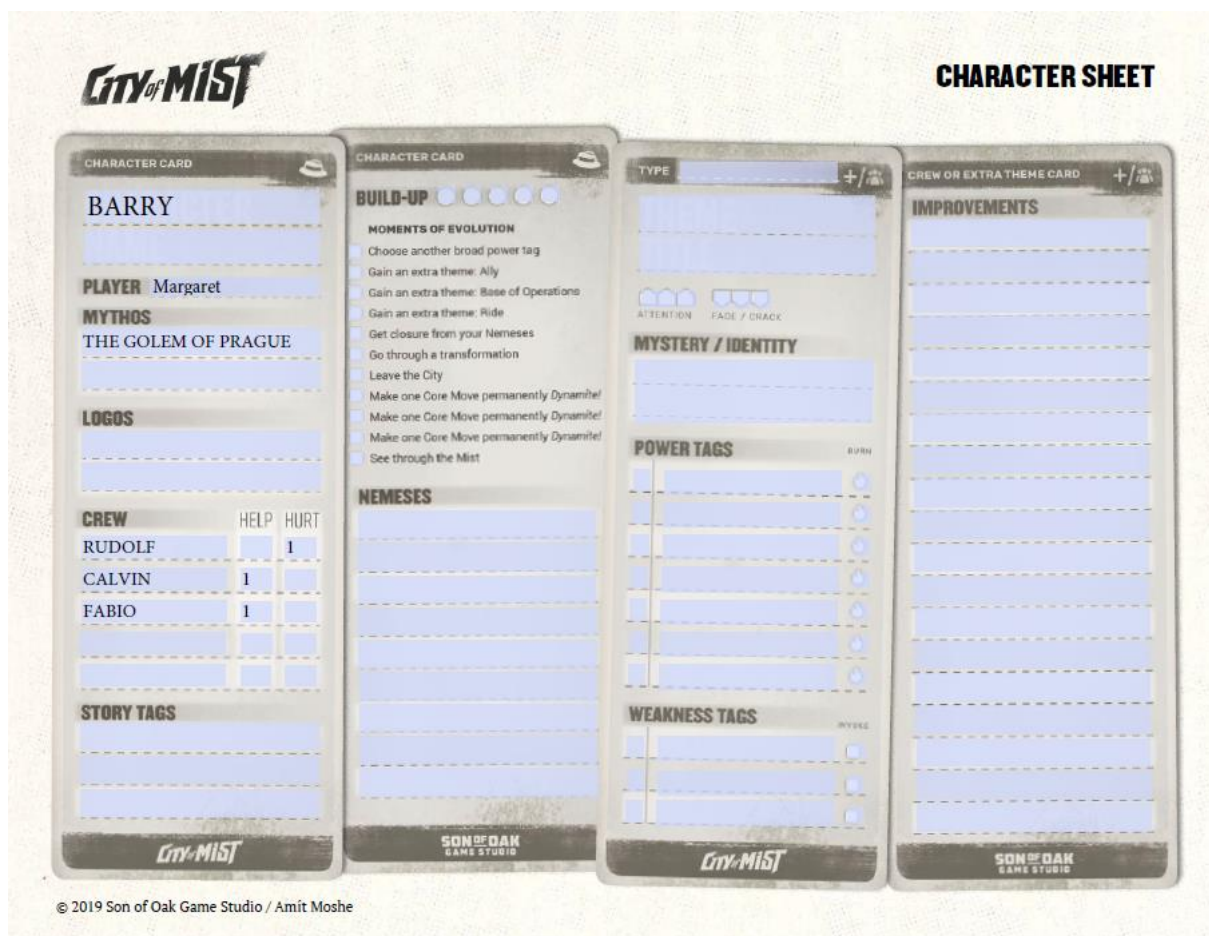 CITY of MIST
CHARACTER SHEET
CHARACTER CARD
BARRY
PLAYER Margaret
MYTHOS
THE GOLEM OF PRAGUE
LOGOS
CREW HELP HURT
RUDOLF 1
CALVIN 1
FABIO 1
STORY TAGS
CITY of MIST
CHARACTER CARD
BUILD-UP
MOMENTS OF EVOLUTION
Choose another broad power tag
Gain an extra theme: Ally
Gain an extra theme: Base of Operations
Gain an extra theme: Ride
Get closure from your Nemeses
Go through a transformation
Leave the City
Make one Core Move permanently Dynamite!
Make one Core Move permanently Dynamite!
Make one Core Move permanently Dynamite!
See through the Mist
NEMESES
SON OF OAK
GAME STUDIO
TYPE +/
ATTENTION FADE / CRACK
MYSTERY / IDENTITY
POWER TAGS BURN
WEAKNESS TAGS INVOKE
CITY of MIST
CREW OR EXTRA THEME CARD +/
IMPROVEMENTS
SON OF OAK
GAME STUDIO
© 2019 Son of Oak Game Studio / Amít Moshe